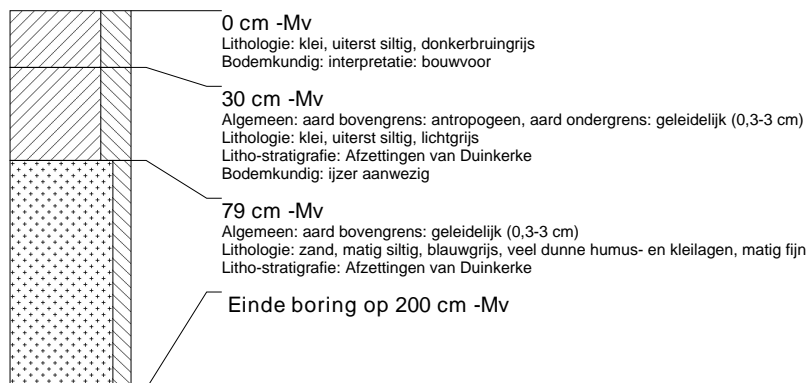 0 cm -Mv
Lithologie: klei, uiterst siltig, donkerbruingrijs
Bodemkundig: interpretatie: bouwvoor
30 cm -Mv
Algemeen: aard bovengrens: antropogeen, aard ondergrens: geleidelijk (0,3-3 cm)
Lithologie: klei, uiterst siltig, lichtgrijs
Litho-stratigrafie: Afzettingen van Duinkerke
Bodemkundig: ijzer aanwezig
79 cm -Mv
Algemeen: aard bovengrens: geleidelijk (0,3-3 cm)
Lithologie: zand, matig siltig, blauwgrijs, veel dunne humus- en kleilagen, matig fijn
Litho-stratigrafie: Afzettingen van Duinkerke
Einde boring op 200 cm -Mv